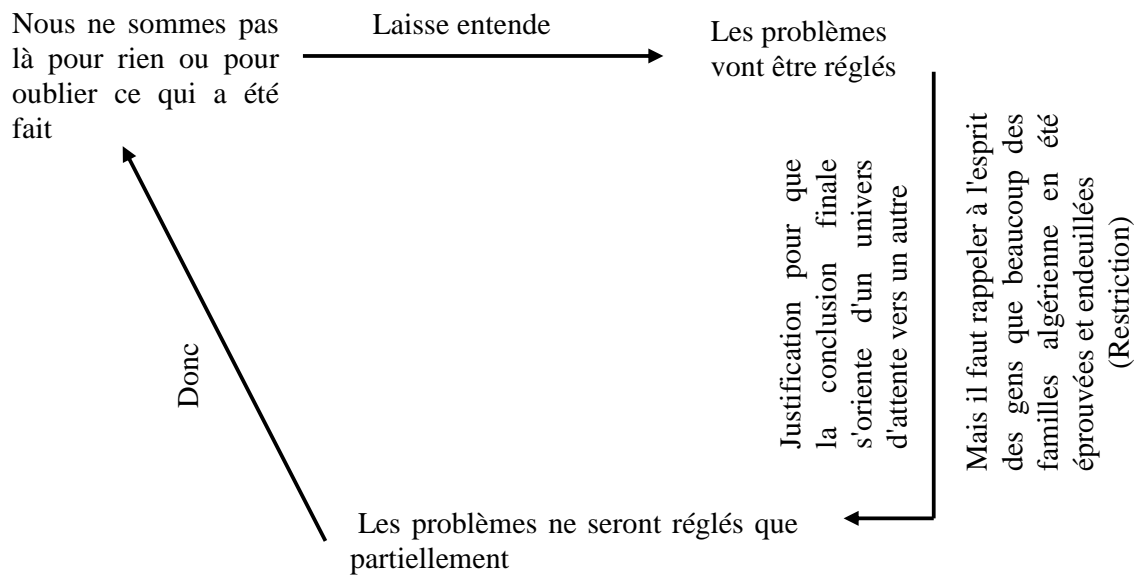 Nous ne sommes pas
là pour rien ou pour
oublier ce qui a été
fait
Laisse entende
Les problèmes
vont être réglés
Justification pour que
la conclusion finale
s'oriente d'un univers
d'attente vers un autre
Mais il faut rappeler à l'esprit
des gens que beaucoup des
familles algérienne en été
éprouvées et endeuillées
(Restriction)
Donc
Les problèmes ne seront réglés que
partiellement